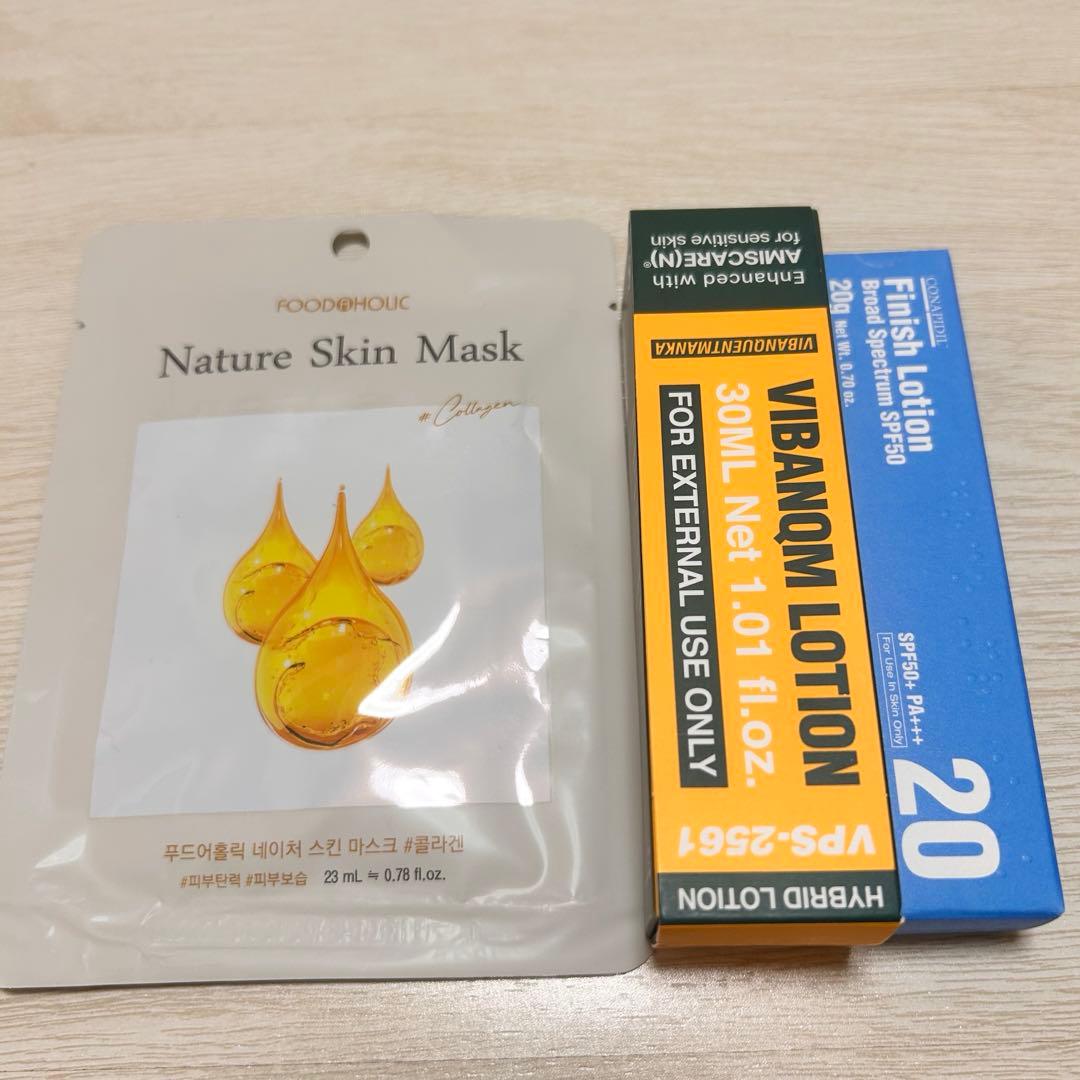 FOODAHOLIC
Nature Skin Mask
# Collagen
푸드어홀릭 네이처 스킨 마스크 #콜라겐
#피부탄력 #피부보습 23 mL ≒ 0.78 fl.oz.
Enhanced with
AMISCARE(N)®
for sensitive skin
VIBANQUENTMANKA
VIBANQM LOTION
30ML Net 1.01 fl.oz.
FOR EXTERNAL USE ONLY
VPS-2561
HYBRID LOTION
CONAPIDIL
Finish Lotion
Broad Spectrum SPF50
20g Net Wt. 0.70 oz.
SPF50+ PA+++
For Use In Skin Only
20